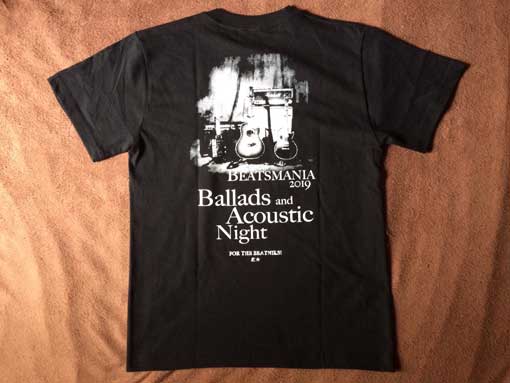 BEATSMANIA
2019
Ballads and
Acoustic
Night
FOR THE BEATNIKS!